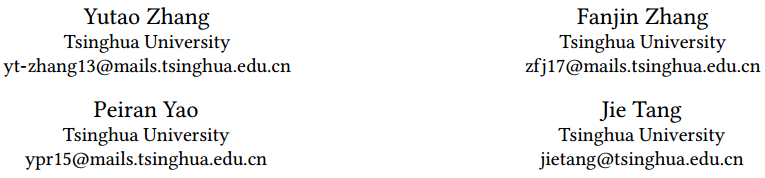 Yutao Zhang
Tsinghua University
yt-zhang13@mails.tsinghua.edu.cn
Fanjin Zhang
Tsinghua University
zfj17@mails.tsinghua.edu.cn
Peiran Yao
Tsinghua University
ypr15@mails.tsinghua.edu.cn
Jie Tang
Tsinghua University
jietang@tsinghua.edu.cn